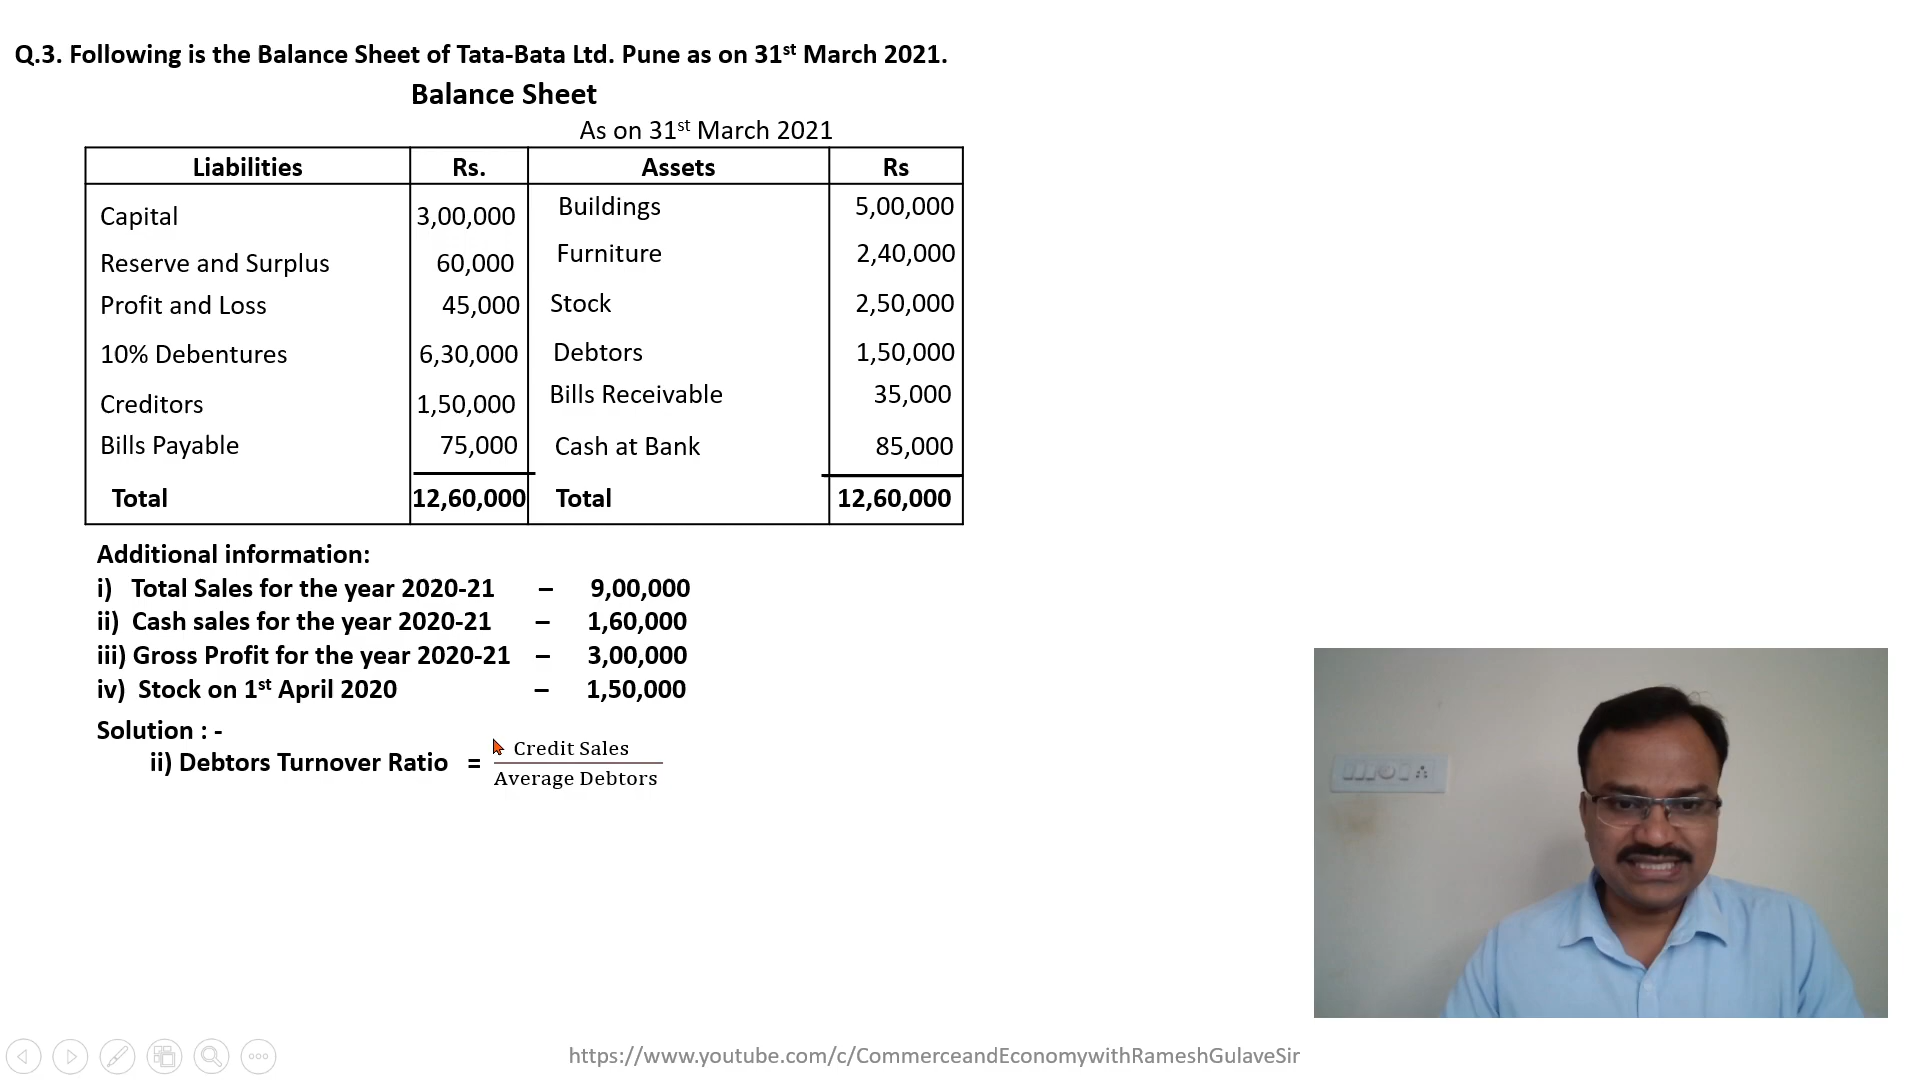 Q.3. Following is the Balance Sheet of Tata-Bata Ltd. Pune as on 31st March 2021.
Balance Sheet
As on 31st March 2021
Liabilities Rs. Assets Rs
Capital 3,00,000 Buildings 5,00,000
Reserve and Surplus 60,000 Furniture 2,40,000
Profit and Loss 45,000 Stock 2,50,000
10% Debentures 6,30,000 Debtors 1,50,000
Creditors 1,50,000 Bills Receivable 35,000
Bills Payable 75,000 Cash at Bank 85,000
Total 12,60,000 Total 12,60,000
Additional information:
i) Total Sales for the year 2020-21 – 9,00,000
ii) Cash sales for the year 2020-21 – 1,60,000
iii) Gross Profit for the year 2020-21 – 3,00,000
iv) Stock on 1st April 2020 – 1,50,000
Solution : -
ii) Debtors Turnover Ratio = Credit Sales
Average Debtors
https://www.youtube.com/c/CommerceandEconomywithRameshGulaveSir